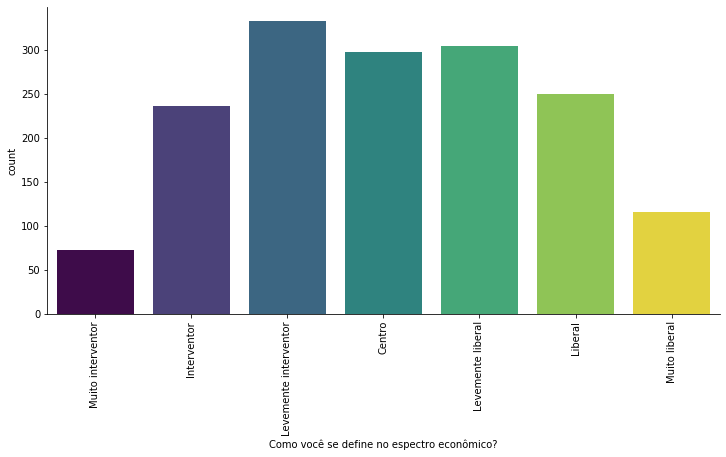 count
300
250
200
150
100
50
0
Muito interventor
Interventor
Levemente interventor
Centro
Levemente liberal
Liberal
Muito liberal
Como você se define no espectro econômico?